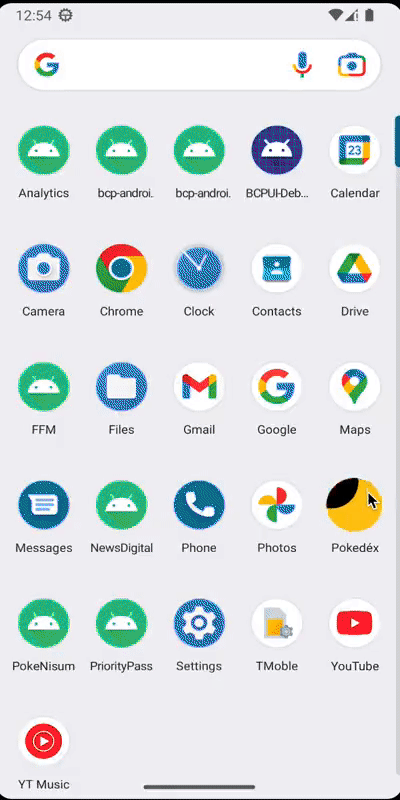 12:54
Analytics
bcp-androi.
bcp-androi.
BCPUI-Deb...
23
Calendar
Camera
Chrome
Clock
Contacts
Drive
FFM
Files
Gmail
Google
Maps
Messages
NewsDigital
Phone
Photos
Pokedéx
PokeNisum
PriorityPass
Settings
TMoble
YouTube
YT Music